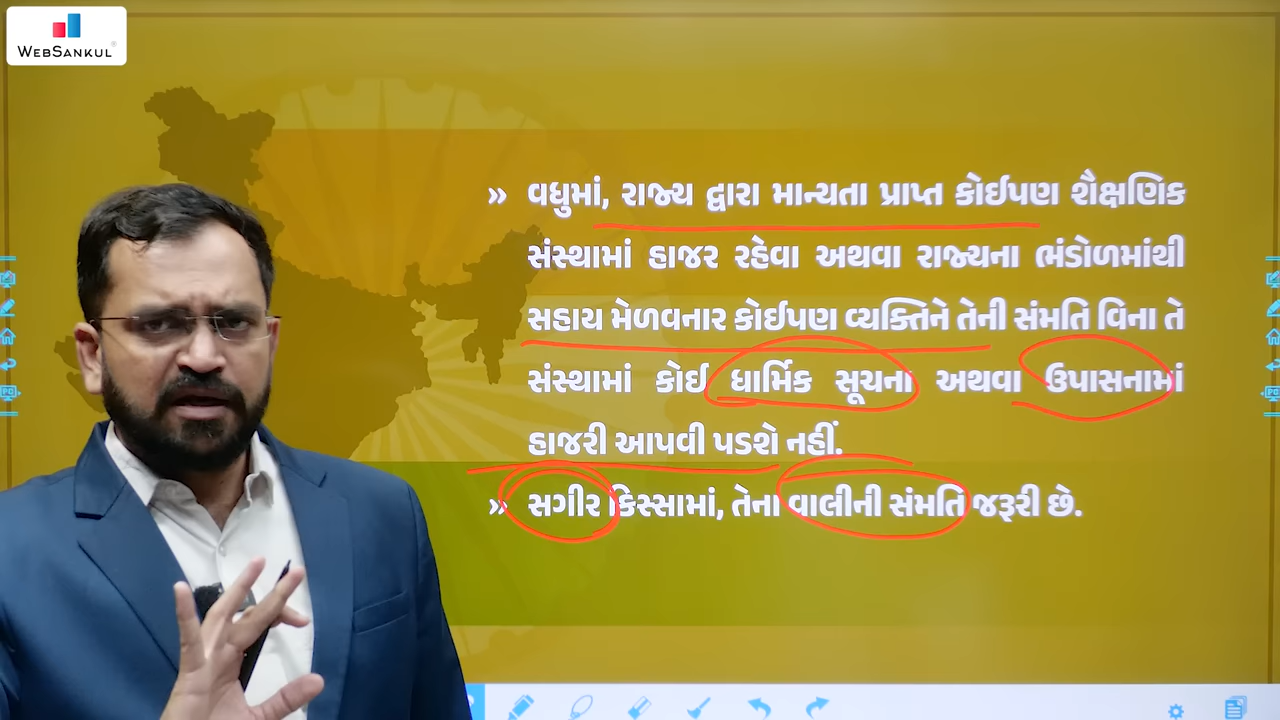 WEBSANKUL
» વધુમાં, રાજ્ય દ્વારા માન્યતા પ્રાપ્ત કોઈપણ શૈક્ષણિક
સંસ્થામાં હાજર રહેવા અથવા રાજ્યના ભંડોળમાંથી
સહાય મેળવનાર કોઈપણ વ્યક્તિને તેની સંમતિ વિના તે
સંસ્થામાં કોઈ ધાર્મિક સૂચના અથવા ઉપાસનામાં
હાજરી આપવી પડશે નહીં.
» સગીર કિસ્સામાં, તેના વાલીની સંમતિ જરૂરી છે.